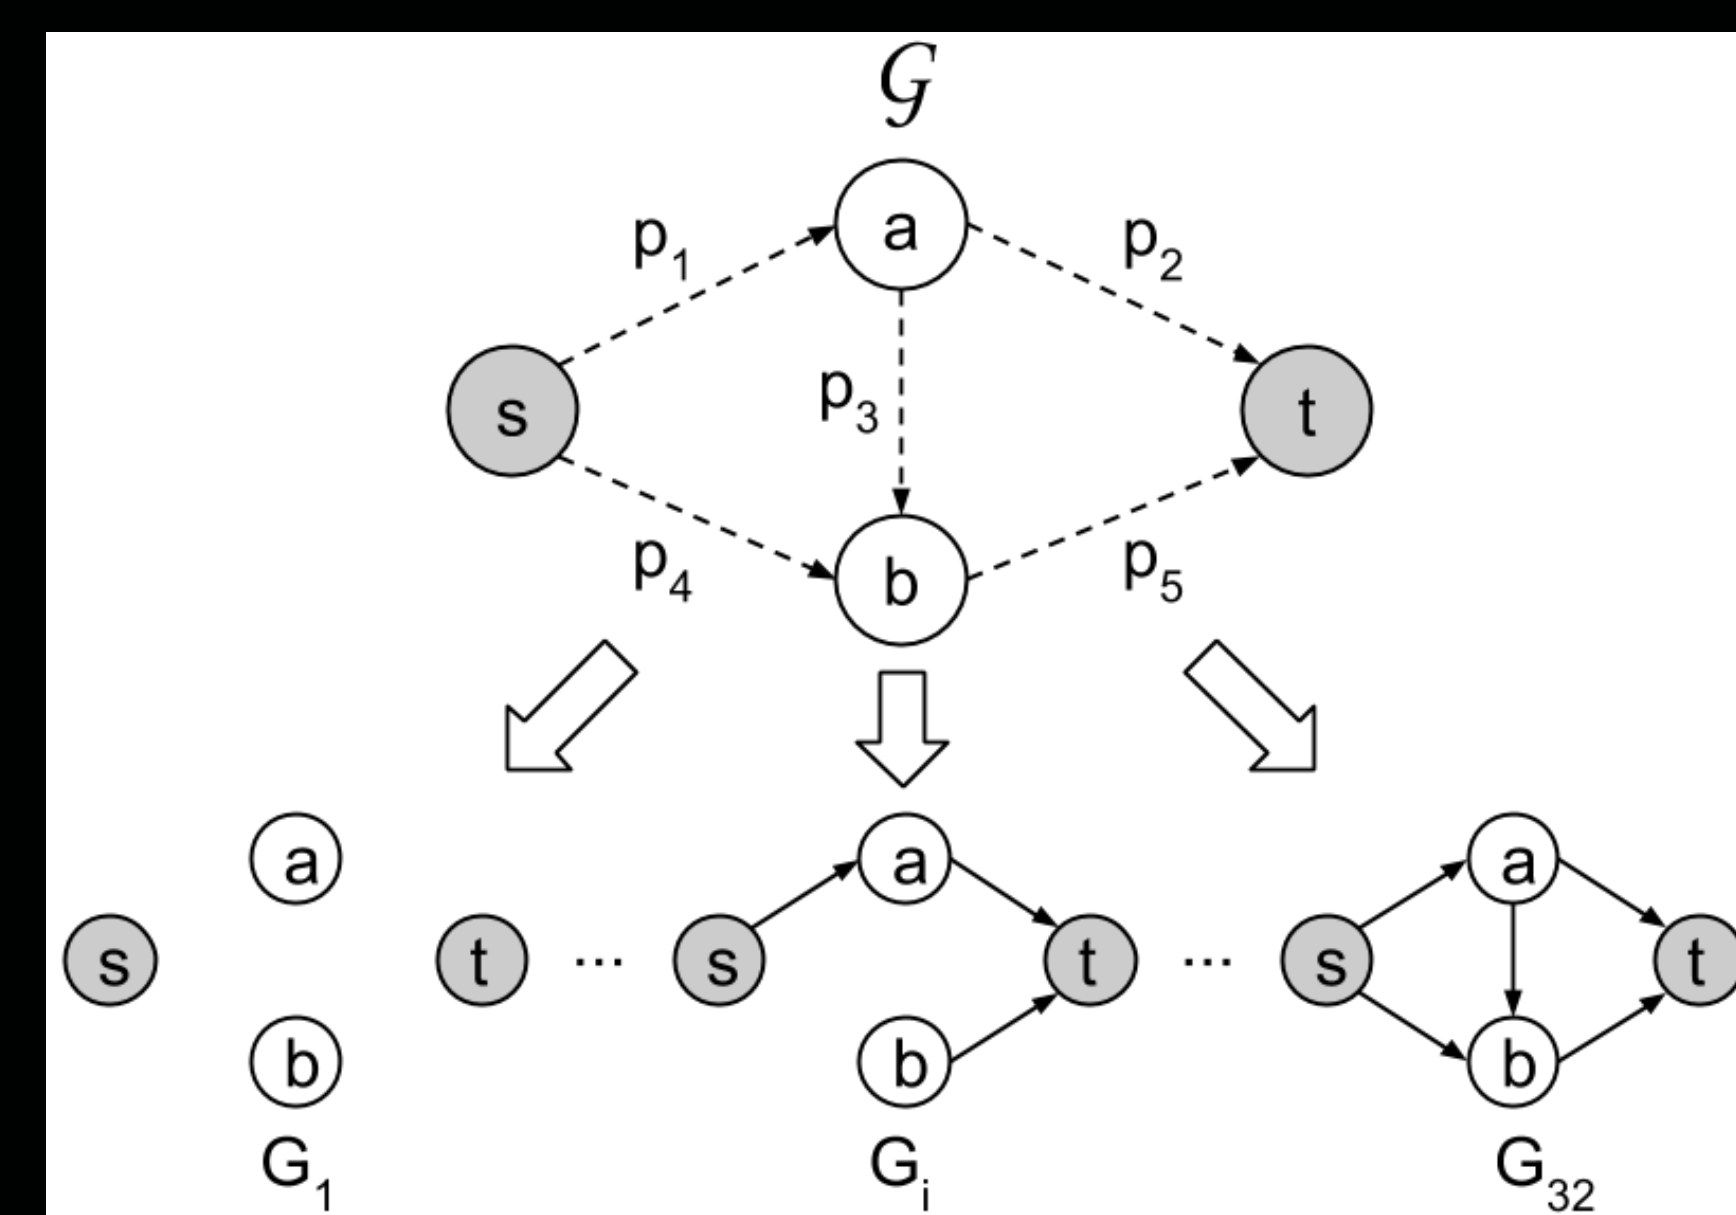 𝒢
a
p₁ p₂
s p₃ t
p₄ b p₅
a a a
s t ... s t ... s t
b b b
G₁ Gᵢ G₃₂